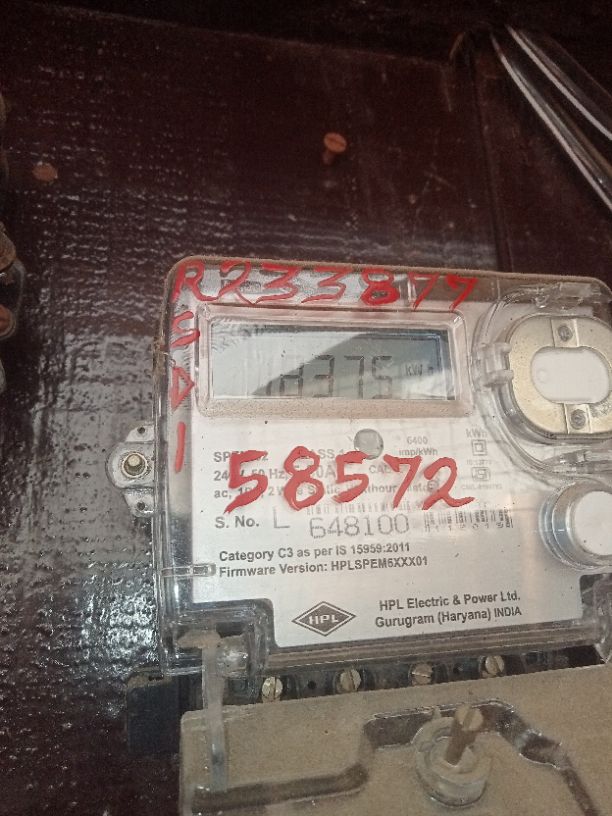 R233877
SDI
18375 kWh
6400
imp/kWh
kWh
58572
S. No. L 648100
Category C3 as per IS 15959:2011
Firmware Version: HPLSPEM6XXX01
HPL
HPL Electric & Power Ltd.
Gurugram (Haryana) INDIA